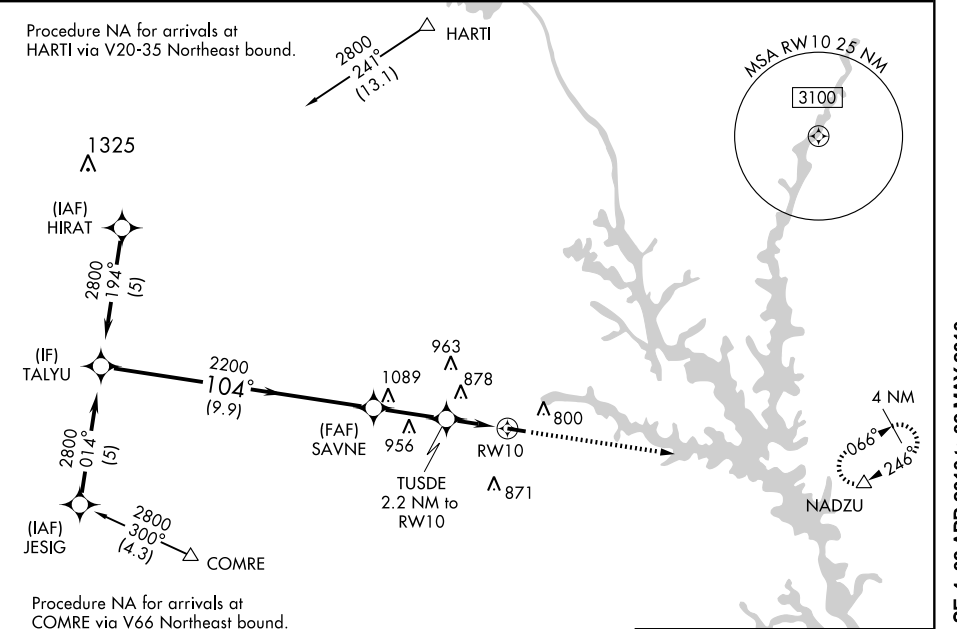 Procedure NA for arrivals at
HARTI via V20-35 Northeast bound.
HARTI
2800
241°
(13.1)
MSA RW10 25 NM
3100
1325
(IAF)
HIRAT
2800
194°
(5)
(IF)
TALYU
2200
104°
(9.9)
963
878
1089
956
(FAF)
SAVNE
TUSDE
2.2 NM to
RW10
RW10
800
871
4 NM
066°
246°
NADZU
2800
014°
(5)
(IAF)
JESIG
2800
300°
(4.3)
COMRE
Procedure NA for arrivals at
COMRE via V66 Northeast bound.